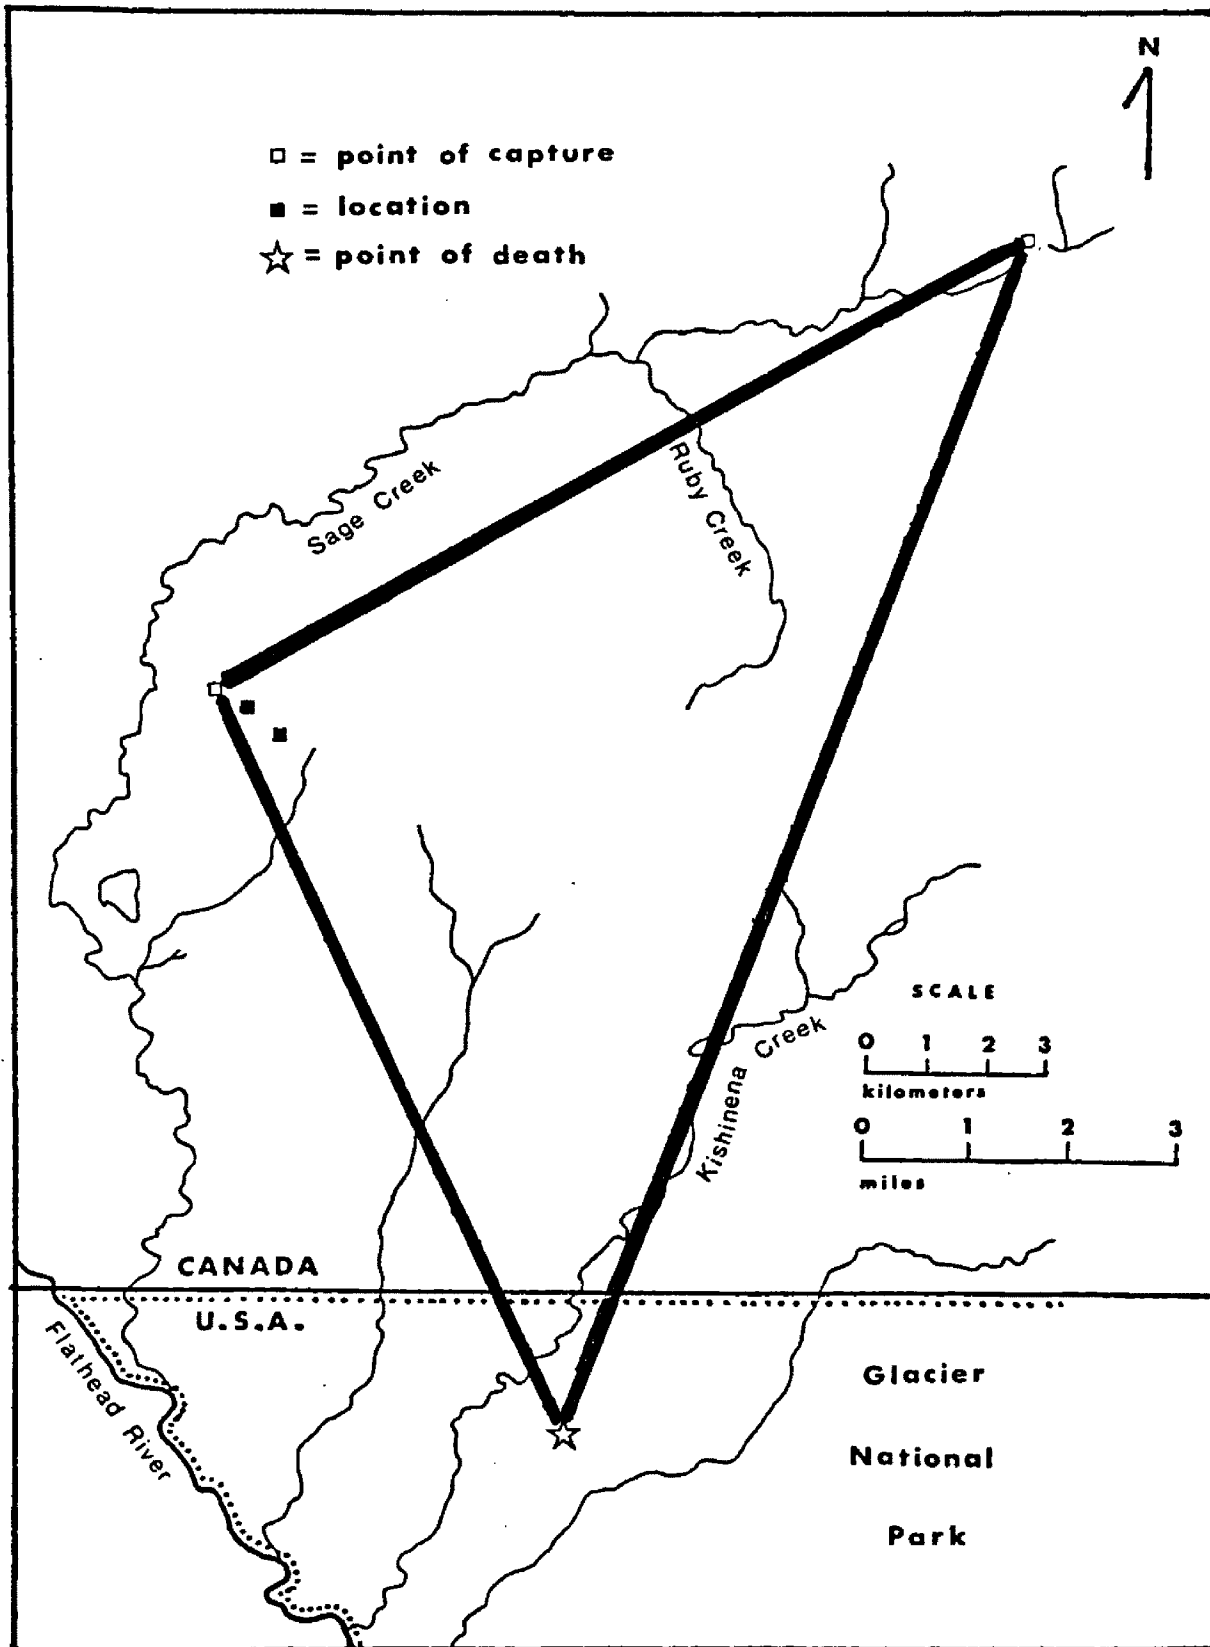 N
= point of capture
= location
= point of death
Sage Creek
Ruby Creek
SCALE
0 1 2 3
kilometers
Kishinena Creek
0 1 2 3
miles
CANADA
U.S.A.
Flathead River
Glacier
National
Park